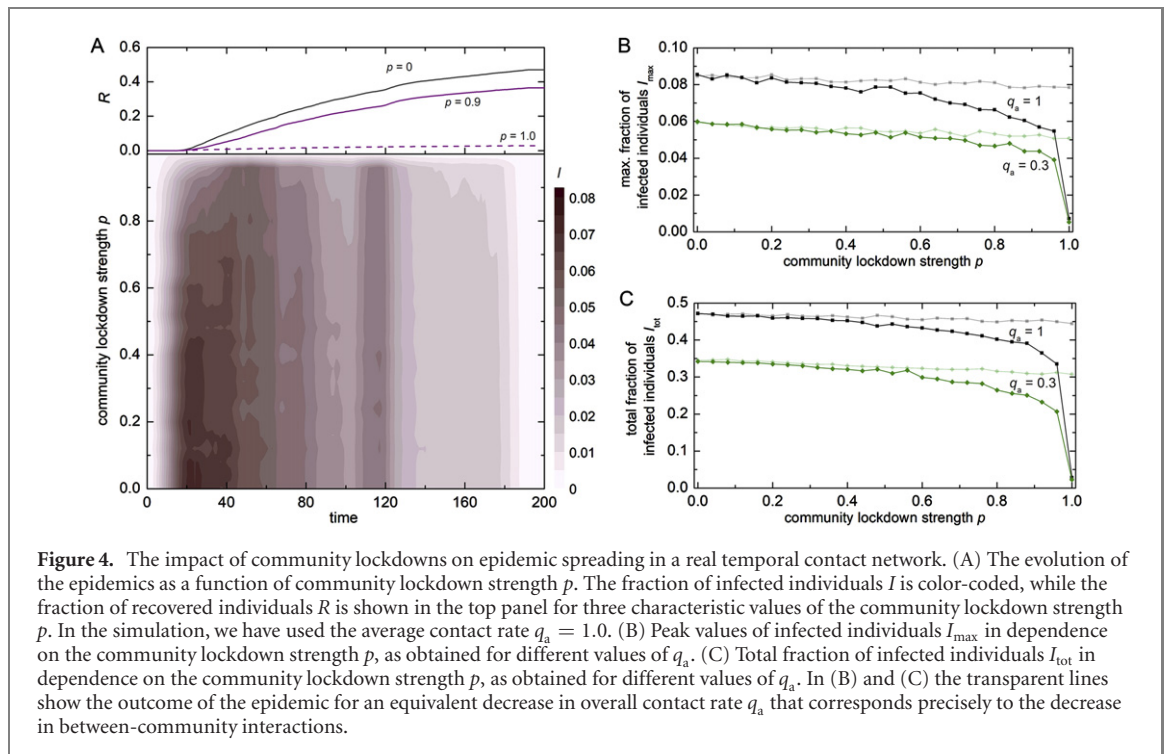 A
0.6
0.4
0.2
0.0
R
p = 0
p = 0.9
p = 1.0
community lockdown strength p
0.8
0.6
0.4
0.2
0.0
0 40 80 120 160 200
time
I
0.08
0.07
0.06
0.05
0.04
0.03
0.02
0.01
0
B
max. fraction of
infected individuals Imax
0.10
0.08
0.06
0.04
0.02
0.00
qa = 1
qa = 0.3
0.0 0.2 0.4 0.6 0.8 1.0
community lockdown strength p
C
total fraction of
infected individuals Itot
0.5
0.4
0.3
0.2
0.1
0.0
qa = 1
qa = 0.3
0.0 0.2 0.4 0.6 0.8 1.0
community lockdown strength p
Figure 4. The impact of community lockdowns on epidemic spreading in a real temporal contact network. (A) The evolution of
the epidemics as a function of community lockdown strength p. The fraction of infected individuals I is color-coded, while the
fraction of recovered individuals R is shown in the top panel for three characteristic values of the community lockdown strength
p. In the simulation, we have used the average contact rate qa = 1.0. (B) Peak values of infected individuals Imax in dependence
on the community lockdown strength p, as obtained for different values of qa. (C) Total fraction of infected individuals Itot in
dependence on the community lockdown strength p, as obtained for different values of qa. In (B) and (C) the transparent lines
show the outcome of the epidemic for an equivalent decrease in overall contact rate qa that corresponds precisely to the decrease
in between-community interactions.